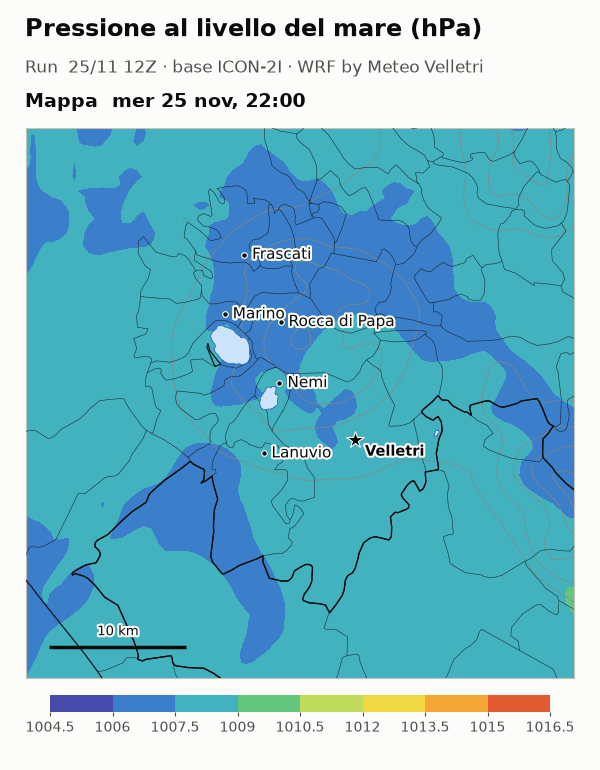 Pressione al livello del mare (hPa)
Run  25/11 12Z · base ICON-2I · WRF by Meteo Velletri
Mappa  mer 25 nov, 22:00
Frascati
Marino
Rocca di Papa
Nemi
Velletri
Lanuvio
10 km
1004.5 1006 1007.5 1009 1010.5 1012 1013.5 1015 1016.5